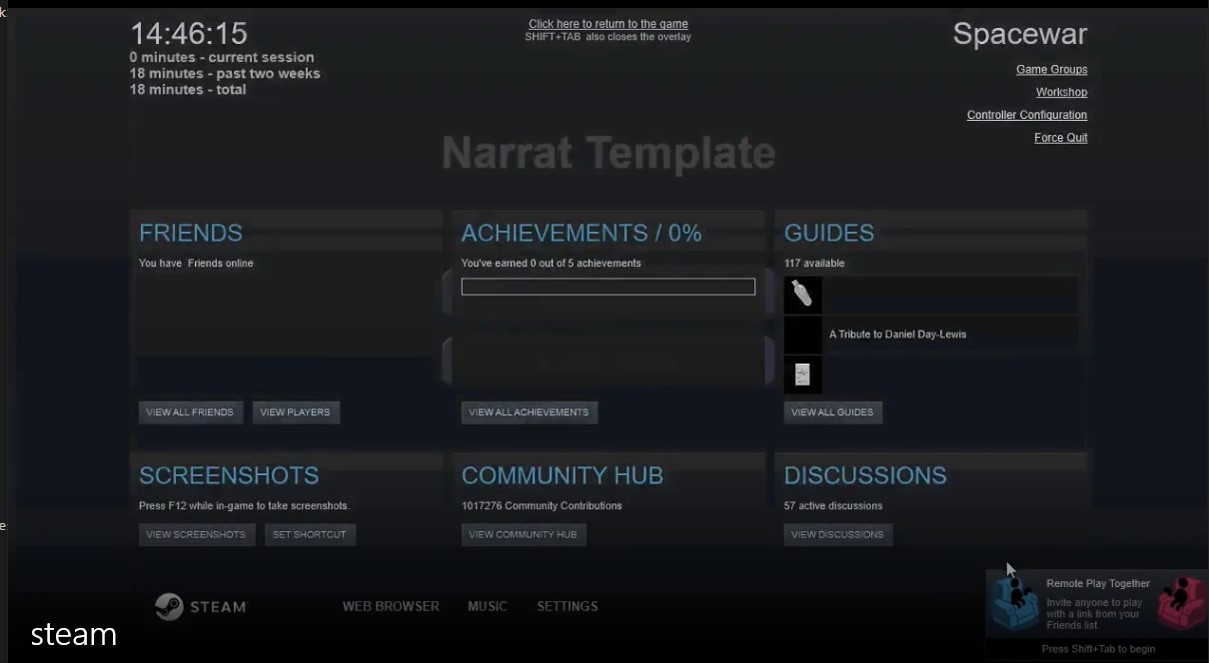 k
14:46:15
0 minutes - current session
18 minutes - past two weeks
18 minutes - total
Click here to return to the game
SHIFT+TAB also closes the overlay
Spacewar
Game Groups
Workshop
Controller Configuration
Force Quit
Narrat Template
FRIENDS
You have Friends online
VIEW ALL FRIENDS
VIEW PLAYERS
ACHIEVEMENTS / 0%
You've earned 0 out of 5 achievements
VIEW ALL ACHIEVEMENTS
GUIDES
117 available
A Tribute to Daniel Day-Lewis
VIEW ALL GUIDES
SCREENSHOTS
Press F12 while in-game to take screenshots.
VIEW SCREENSHOTS
SET SHORTCUT
COMMUNITY HUB
1017276 Community Contributions
VIEW COMMUNITY HUB
DISCUSSIONS
57 active discussions
VIEW DISCUSSIONS
e
STEAM
WEB BROWSER
MUSIC
SETTINGS
Remote Play Together
Invite anyone to play
with a link from your
Friends list.
Press Shift+Tab to begin
steam